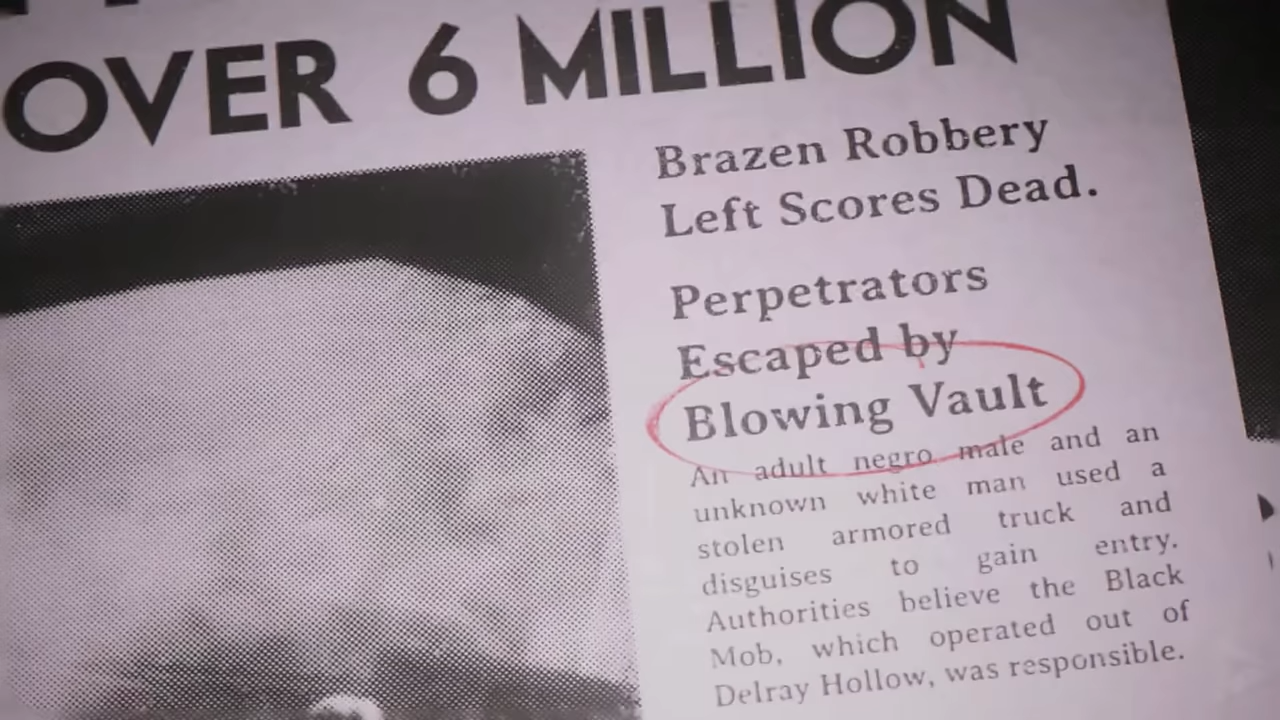 OVER 6 MILLION
Brazen Robbery
Left Scores Dead.
Perpetrators
Escaped by
Blowing Vault
An adult negro male and an
unknown white man used a
stolen armored truck and
disguises to gain entry.
Authorities believe the Black
Mob, which operated out of
Delray Hollow, was responsible.